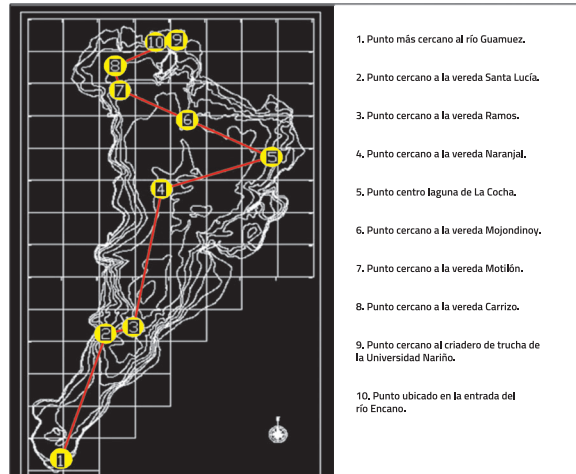 10
9
8
7
6
5
4
3
2
1
1. Punto más cercano al río Guamuez.
2. Punto cercano a la vereda Santa Lucía.
3. Punto cercano a la vereda Ramos.
4. Punto cercano a la vereda Naranjal.
5. Punto centro laguna de La Cocha.
6. Punto cercano a la vereda Mojondinoy.
7. Punto cercano a la vereda Motilón.
8. Punto cercano a la vereda Carrizo.
9. Punto cercano al criadero de trucha de
la Universidad Nariño.
10. Punto ubicado en la entrada del
río Encano.